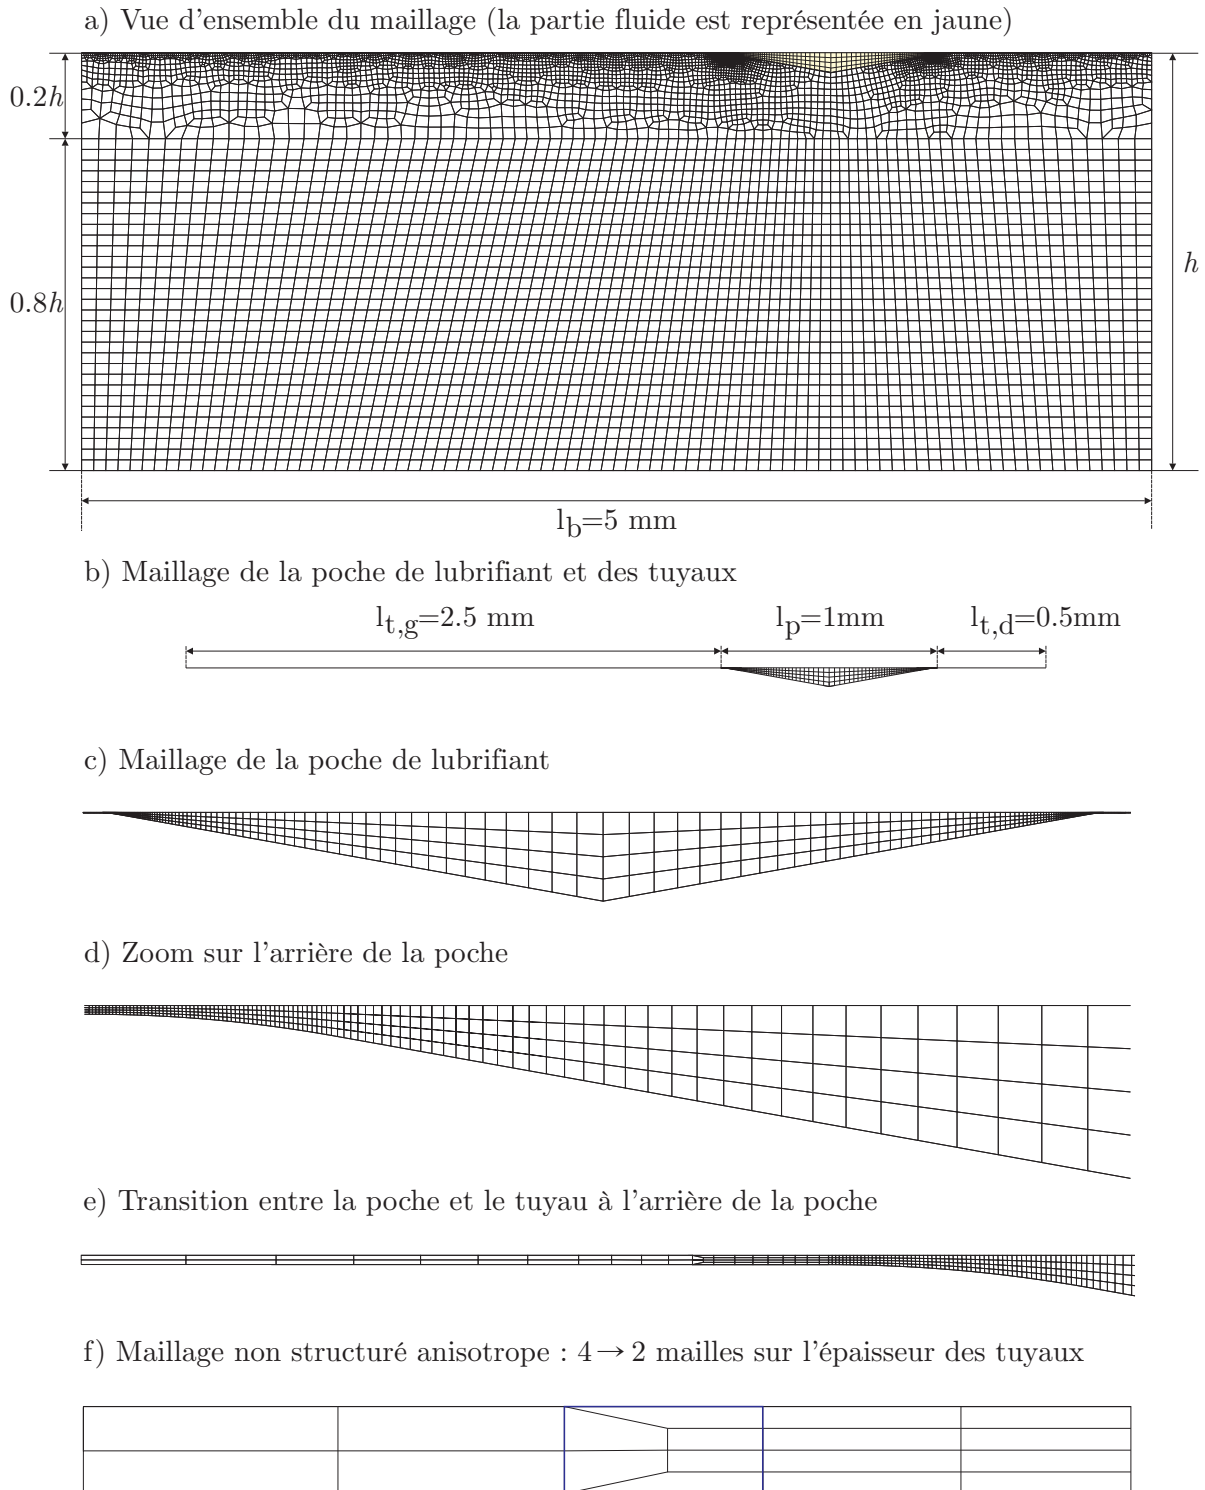 a) Vue d'ensemble du maillage (la partie fluide est représentée en jaune)
0.2h
h
0.8h
l_b=5 mm
b) Maillage de la poche de lubrifiant et des tuyaux
l_t,g=2.5 mm l_p=1mm l_t,d=0.5mm
c) Maillage de la poche de lubrifiant
d) Zoom sur l'arrière de la poche
e) Transition entre la poche et le tuyau à l'arrière de la poche
f) Maillage non structuré anisotrope : 4→2 mailles sur l'épaisseur des tuyaux